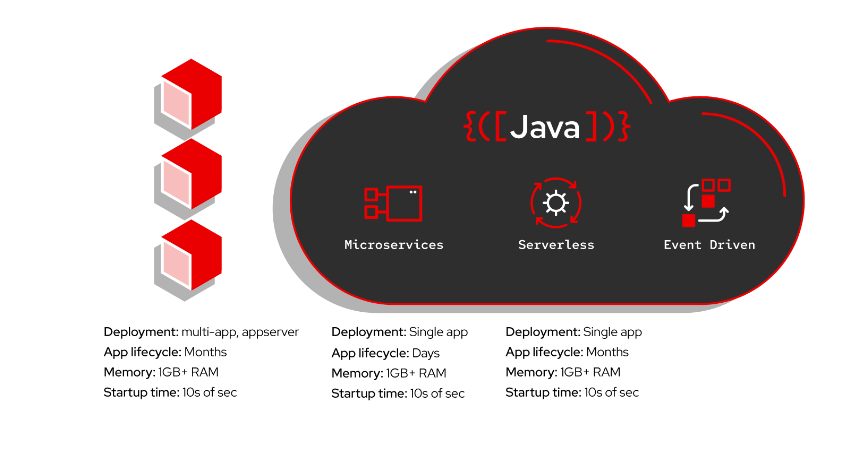 {([Java])}
Microservices
Serverless
Event Driven
Deployment: multi-app, appserver
App lifecycle: Months
Memory: 1GB+ RAM
Startup time: 10s of sec
Deployment: Single app
App lifecycle: Days
Memory: 1GB+ RAM
Startup time: 10s of sec
Deployment: Single app
App lifecycle: Months
Memory: 1GB+ RAM
Startup time: 10s of sec